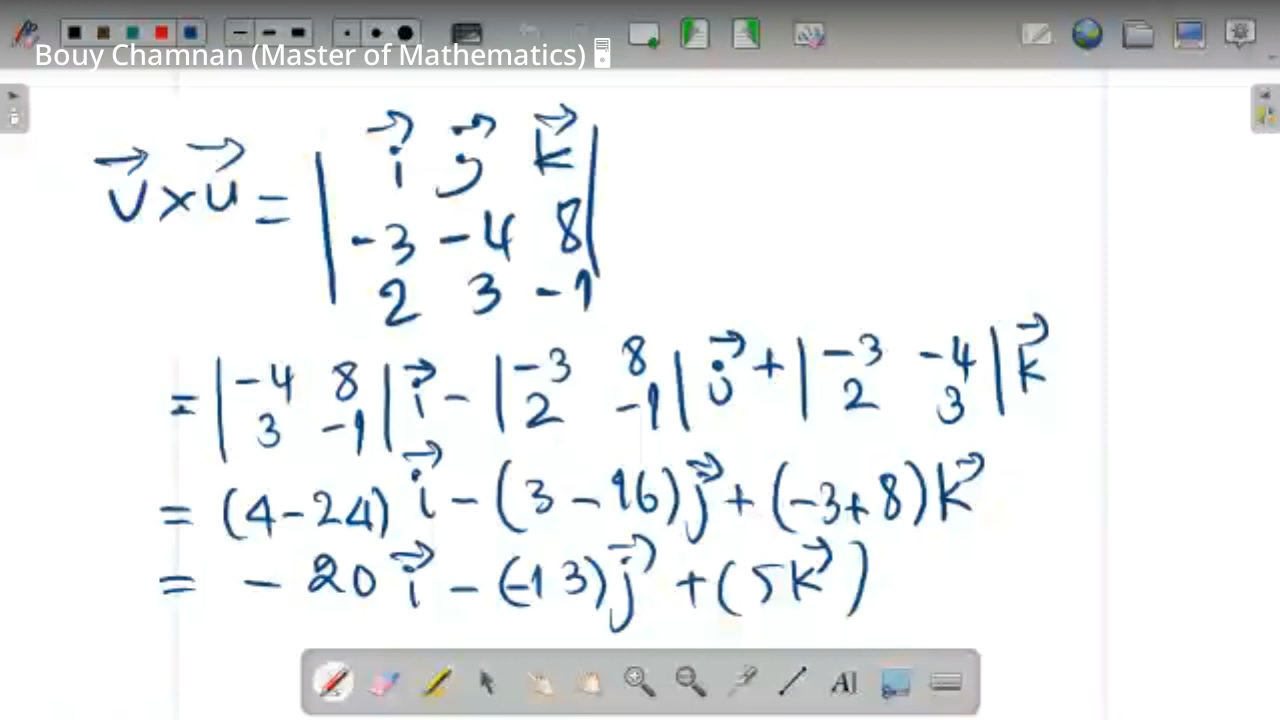 Bouy Chamnan (Master of Mathematics)
v⃗ × u⃗ = | i⃗ j⃗ k⃗ |
| -3 -4 8 |
| 2 3 -1 |
= | -4 8 | i⃗ - | -3 8 | j⃗ + | -3 -4 | k⃗
| 3 -1 | | 2 -1 | | 2 3 |
= (4-24) i⃗ - (3-16) j⃗ + (-3+8) k⃗
= -20 i⃗ - (-13) j⃗ + (5k⃗)
AI